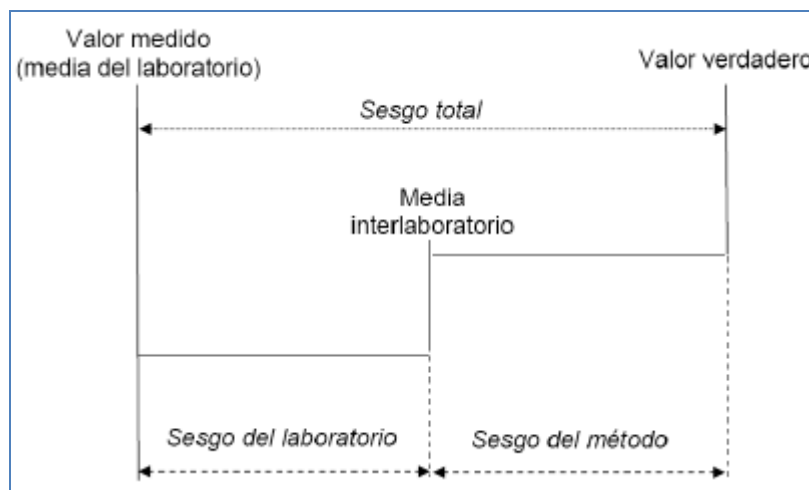 Valor medido
(media del laboratorio)
Valor verdadero
Sesgo total
Media
interlaboratorio
Sesgo del laboratorio
Sesgo del método